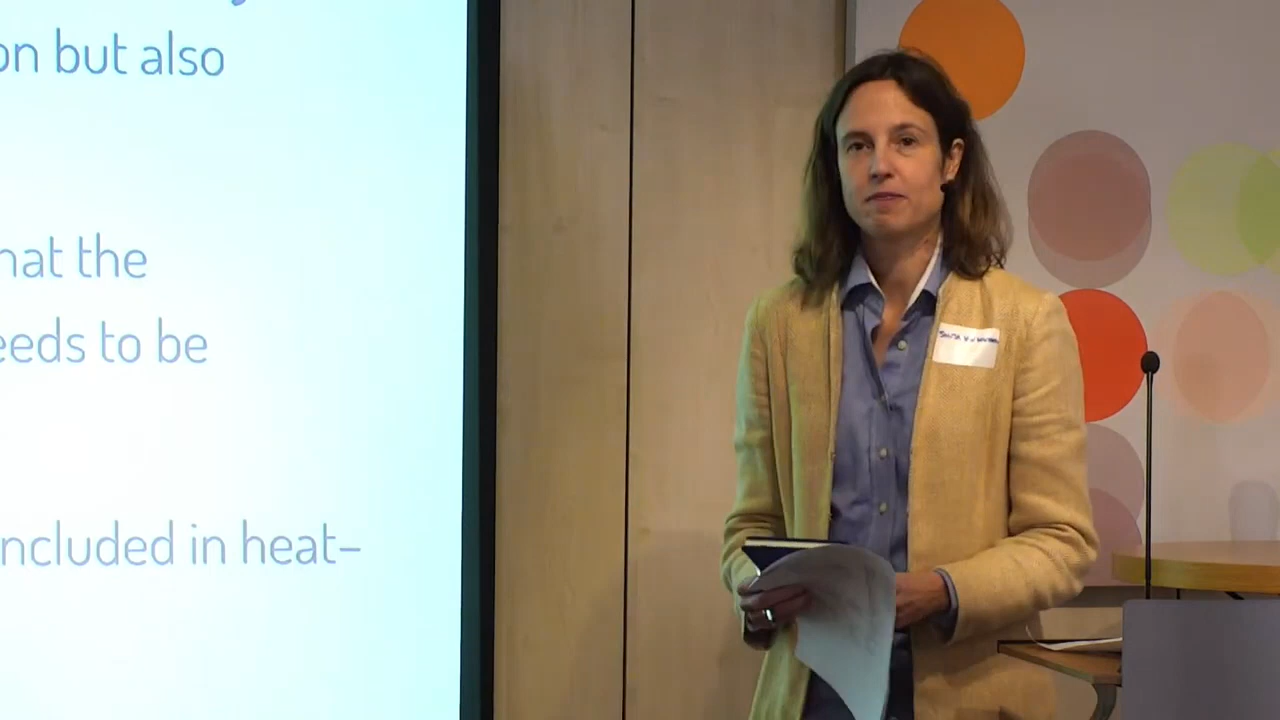 on but also
hat the
eeds to be
ncluded in heat–